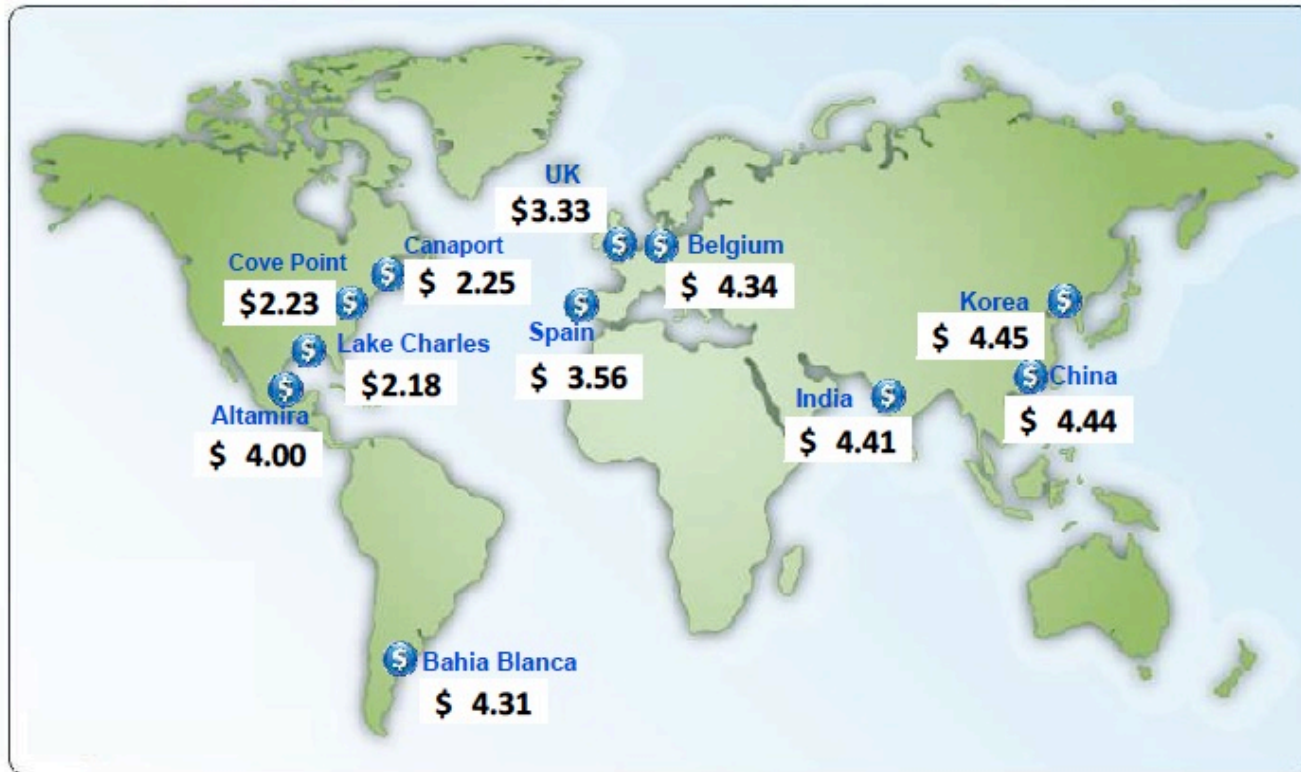 UK
$3.33
Canaport
$ 2.25
Cove Point
$2.23
Belgium
$ 4.34
Korea
$ 4.45
Spain
$ 3.56
Lake Charles
$2.18
China
$ 4.44
India
$ 4.41
Altamira
$ 4.00
Bahia Blanca
$ 4.31